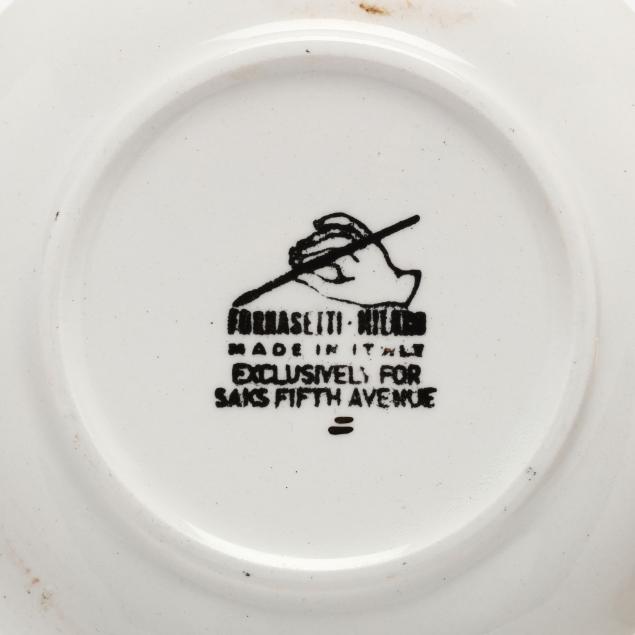 FORNASETTI · MILANO
MADE IN ITALY
EXCLUSIVELY FOR
SAKS FIFTH AVENUE